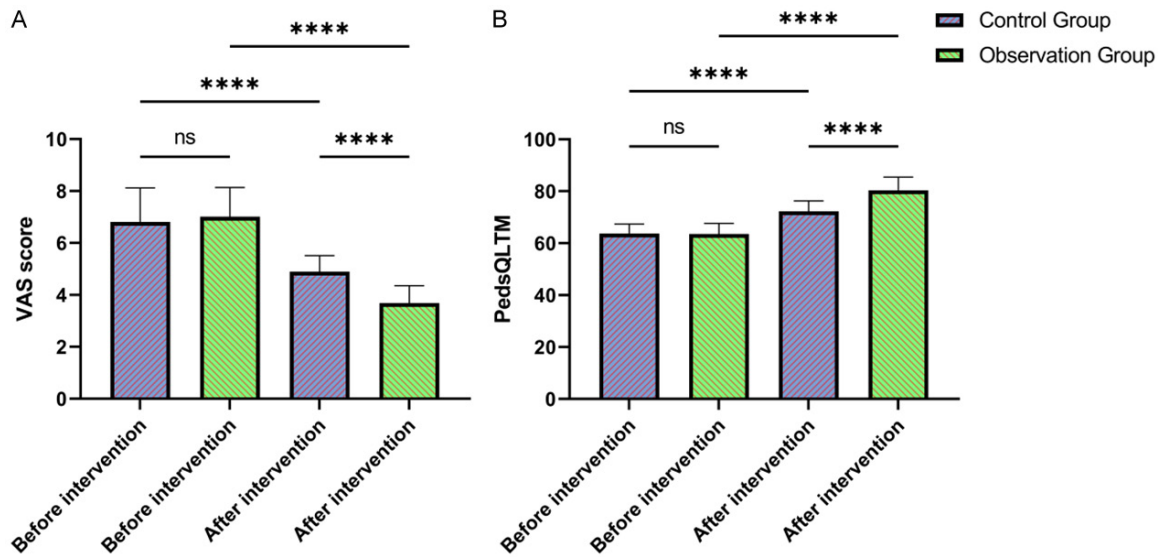 A
****
****
ns
****
10
8
6
4
2
0
VAS score
Before intervention
Before intervention
After intervention
After intervention
B
****
****
ns
****
100
80
60
40
20
0
PedsQLTM
Before intervention
Before intervention
After intervention
After intervention
Control Group
Observation Group